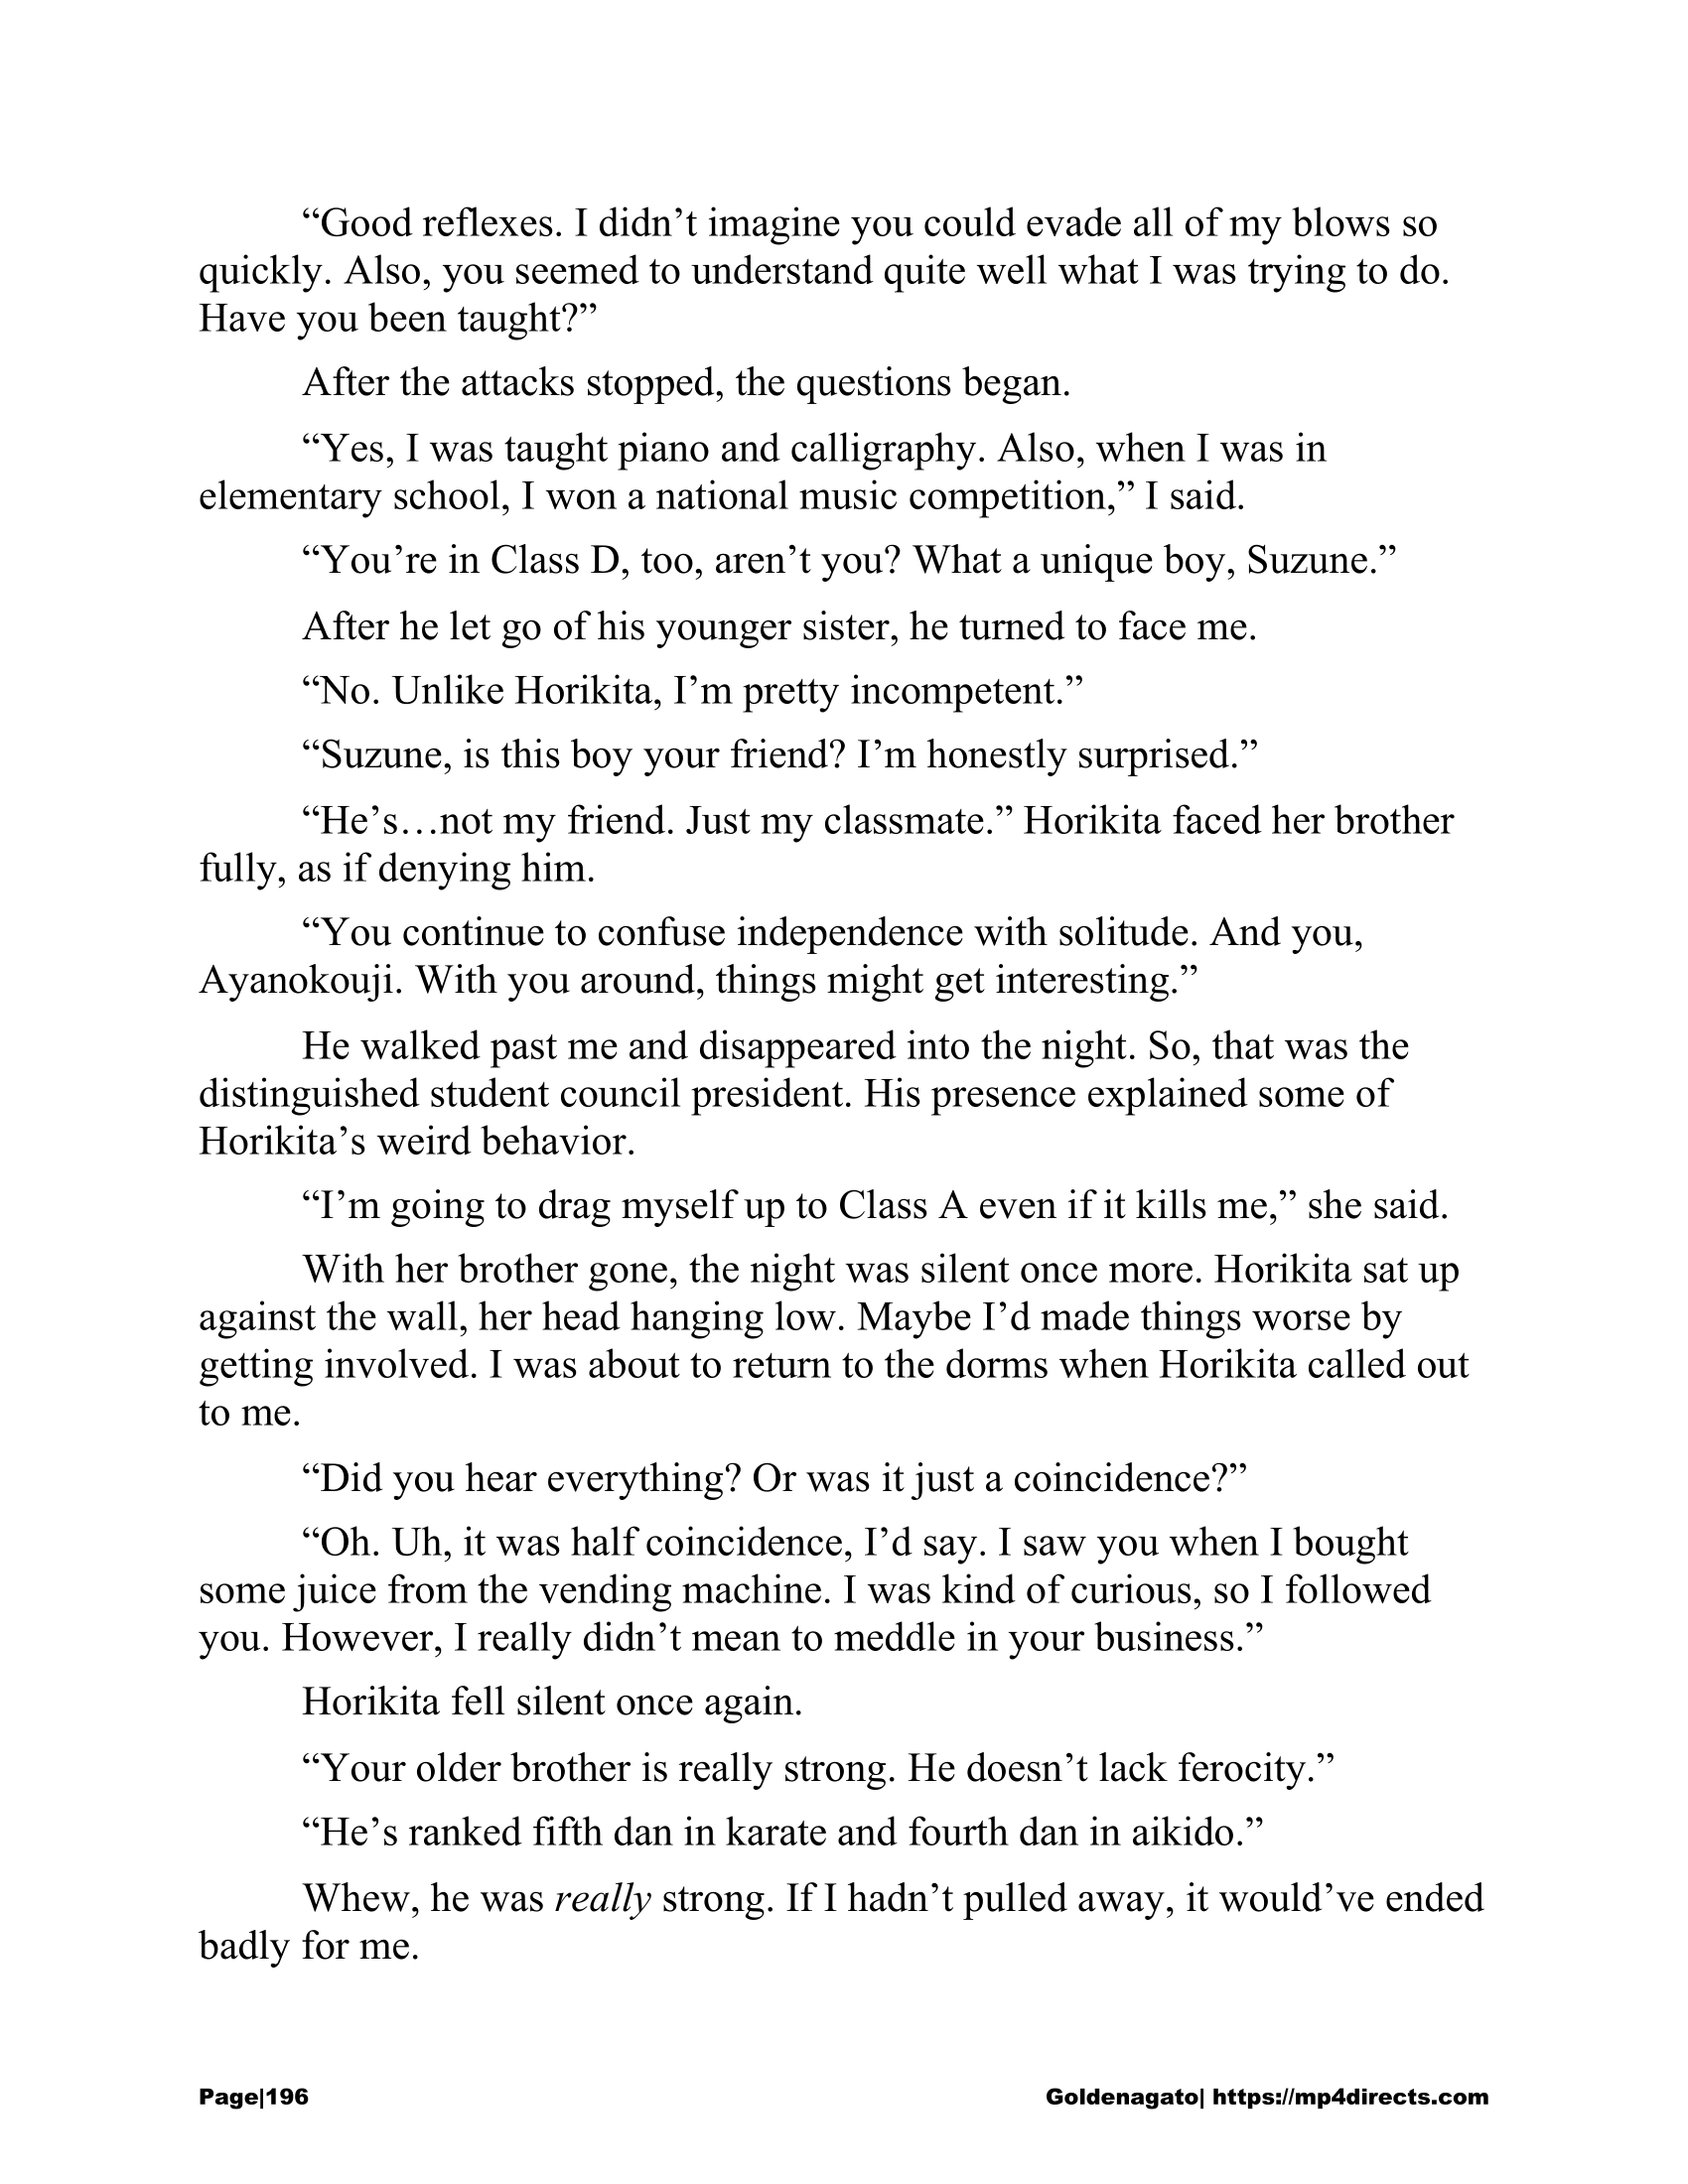 “Good reflexes. I didn’t imagine you could evade all of my blows so
quickly. Also, you seemed to understand quite well what I was trying to do.
Have you been taught?”
After the attacks stopped, the questions began.
“Yes, I was taught piano and calligraphy. Also, when I was in
elementary school, I won a national music competition,” I said.
“You’re in Class D, too, aren’t you? What a unique boy, Suzune.”
After he let go of his younger sister, he turned to face me.
“No. Unlike Horikita, I’m pretty incompetent.”
“Suzune, is this boy your friend? I’m honestly surprised.”
“He’s…not my friend. Just my classmate.” Horikita faced her brother
fully, as if denying him.
“You continue to confuse independence with solitude. And you,
Ayanokouji. With you around, things might get interesting.”
He walked past me and disappeared into the night. So, that was the
distinguished student council president. His presence explained some of
Horikita’s weird behavior.
“I’m going to drag myself up to Class A even if it kills me,” she said.
With her brother gone, the night was silent once more. Horikita sat up
against the wall, her head hanging low. Maybe I’d made things worse by
getting involved. I was about to return to the dorms when Horikita called out
to me.
“Did you hear everything? Or was it just a coincidence?”
“Oh. Uh, it was half coincidence, I’d say. I saw you when I bought
some juice from the vending machine. I was kind of curious, so I followed
you. However, I really didn’t mean to meddle in your business.”
Horikita fell silent once again.
“Your older brother is really strong. He doesn’t lack ferocity.”
“He’s ranked fifth dan in karate and fourth dan in aikido.”
Whew, he was really strong. If I hadn’t pulled away, it would’ve ended
badly for me.
Page|196 Goldenagato| https://mp4directs.com